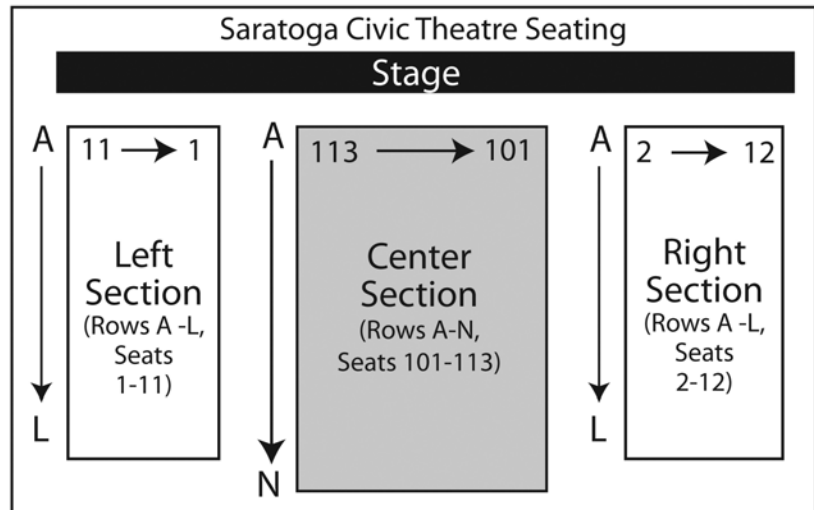 Saratoga Civic Theatre Seating
Stage
A
11 → 1
Left
Section
(Rows A -L,
Seats
1-11)
L
A
113 → 101
Center
Section
(Rows A-N,
Seats 101-113)
N
A
2 → 12
Right
Section
(Rows A -L,
Seats
2-12)
L